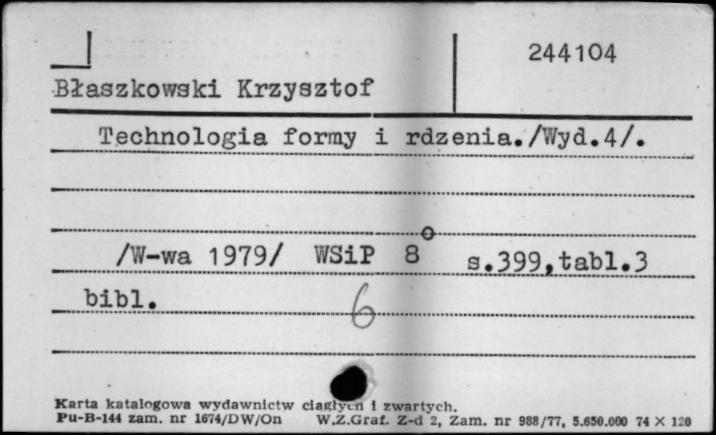 244104
Błaszkowski Krzysztof
Technologia formy i rdzenia./Wyd.4/.
/W-wa 1979/ WSiP 8° s.399,tabl.3
bibl.
6
Karta katalogowa wydawnictw ciągłych i zwartych.
Pu-B-144 zam. nr 1674/DW/On W.Z.Graf. Z-d 2, Zam. nr 988/77, 5.650.000 74 X 120